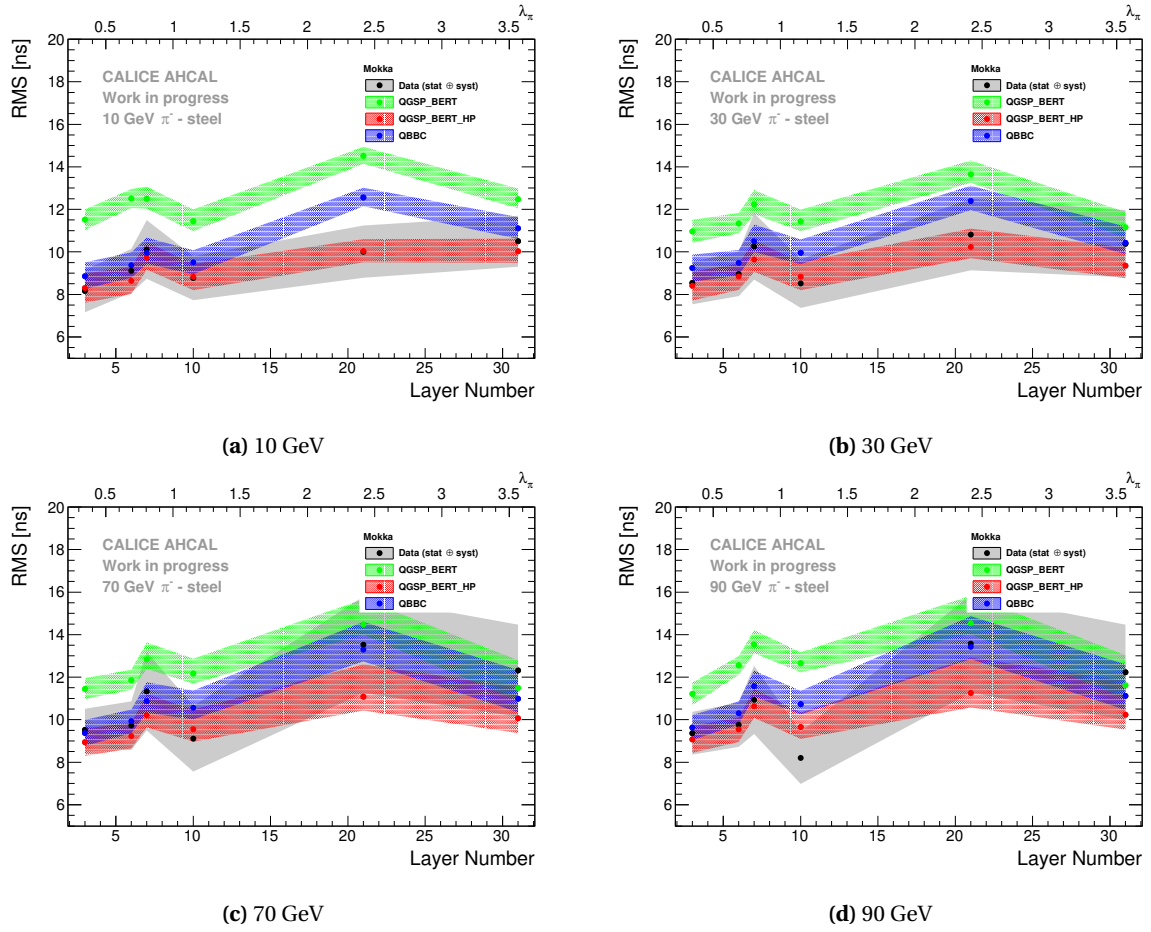 0.5 1 1.5 2 2.5 3 3.5 λπ
RMS [ns]
20
18
16
14
12
10
8
6
CALICE AHCAL
Work in progress
10 GeV π⁻ - steel
Mokka
Data (stat ⊕ syst)
QGSP_BERT
QGSP_BERT_HP
QBBC
5 10 15 20 25 30
Layer Number
(a) 10 GeV
0.5 1 1.5 2 2.5 3 3.5 λπ
RMS [ns]
20
18
16
14
12
10
8
6
CALICE AHCAL
Work in progress
30 GeV π⁻ - steel
Mokka
Data (stat ⊕ syst)
QGSP_BERT
QGSP_BERT_HP
QBBC
5 10 15 20 25 30
Layer Number
(b) 30 GeV
0.5 1 1.5 2 2.5 3 3.5 λπ
RMS [ns]
20
18
16
14
12
10
8
6
CALICE AHCAL
Work in progress
70 GeV π⁻ - steel
Mokka
Data (stat ⊕ syst)
QGSP_BERT
QGSP_BERT_HP
QBBC
5 10 15 20 25 30
Layer Number
(c) 70 GeV
0.5 1 1.5 2 2.5 3 3.5 λπ
RMS [ns]
20
18
16
14
12
10
8
6
CALICE AHCAL
Work in progress
90 GeV π⁻ - steel
Mokka
Data (stat ⊕ syst)
QGSP_BERT
QGSP_BERT_HP
QBBC
5 10 15 20 25 30
Layer Number
(d) 90 GeV